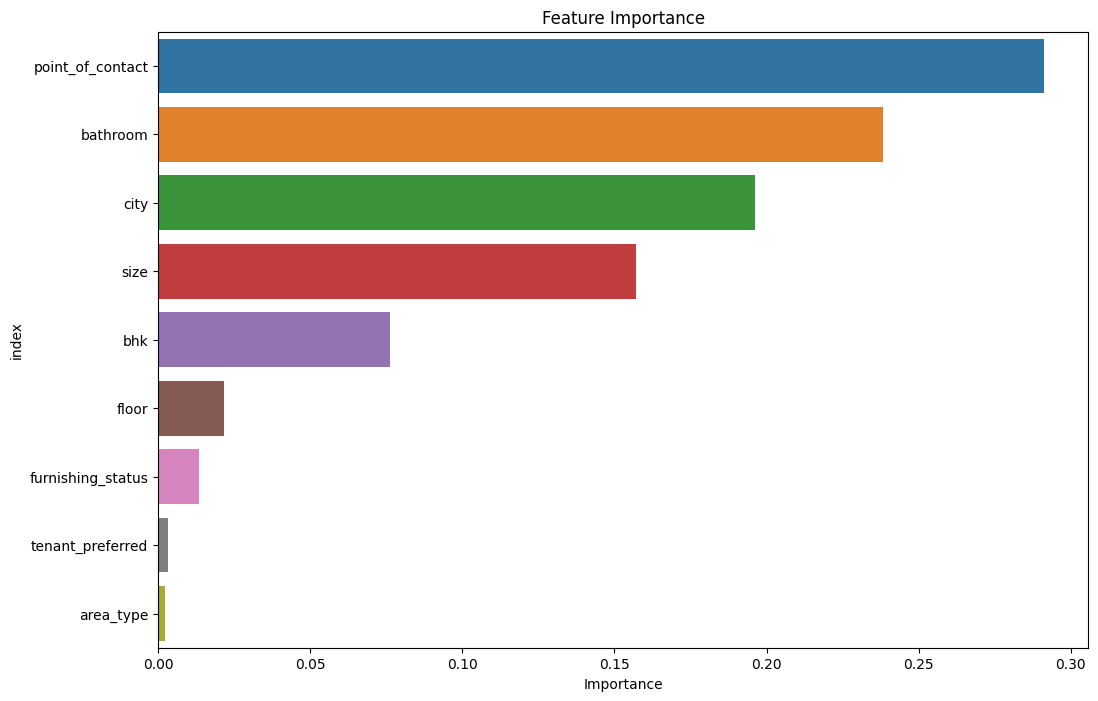 Feature Importance
point_of_contact
bathroom
city
size
bhk
floor
furnishing_status
tenant_preferred
area_type
index
0.00 0.05 0.10 0.15 0.20 0.25 0.30
Importance